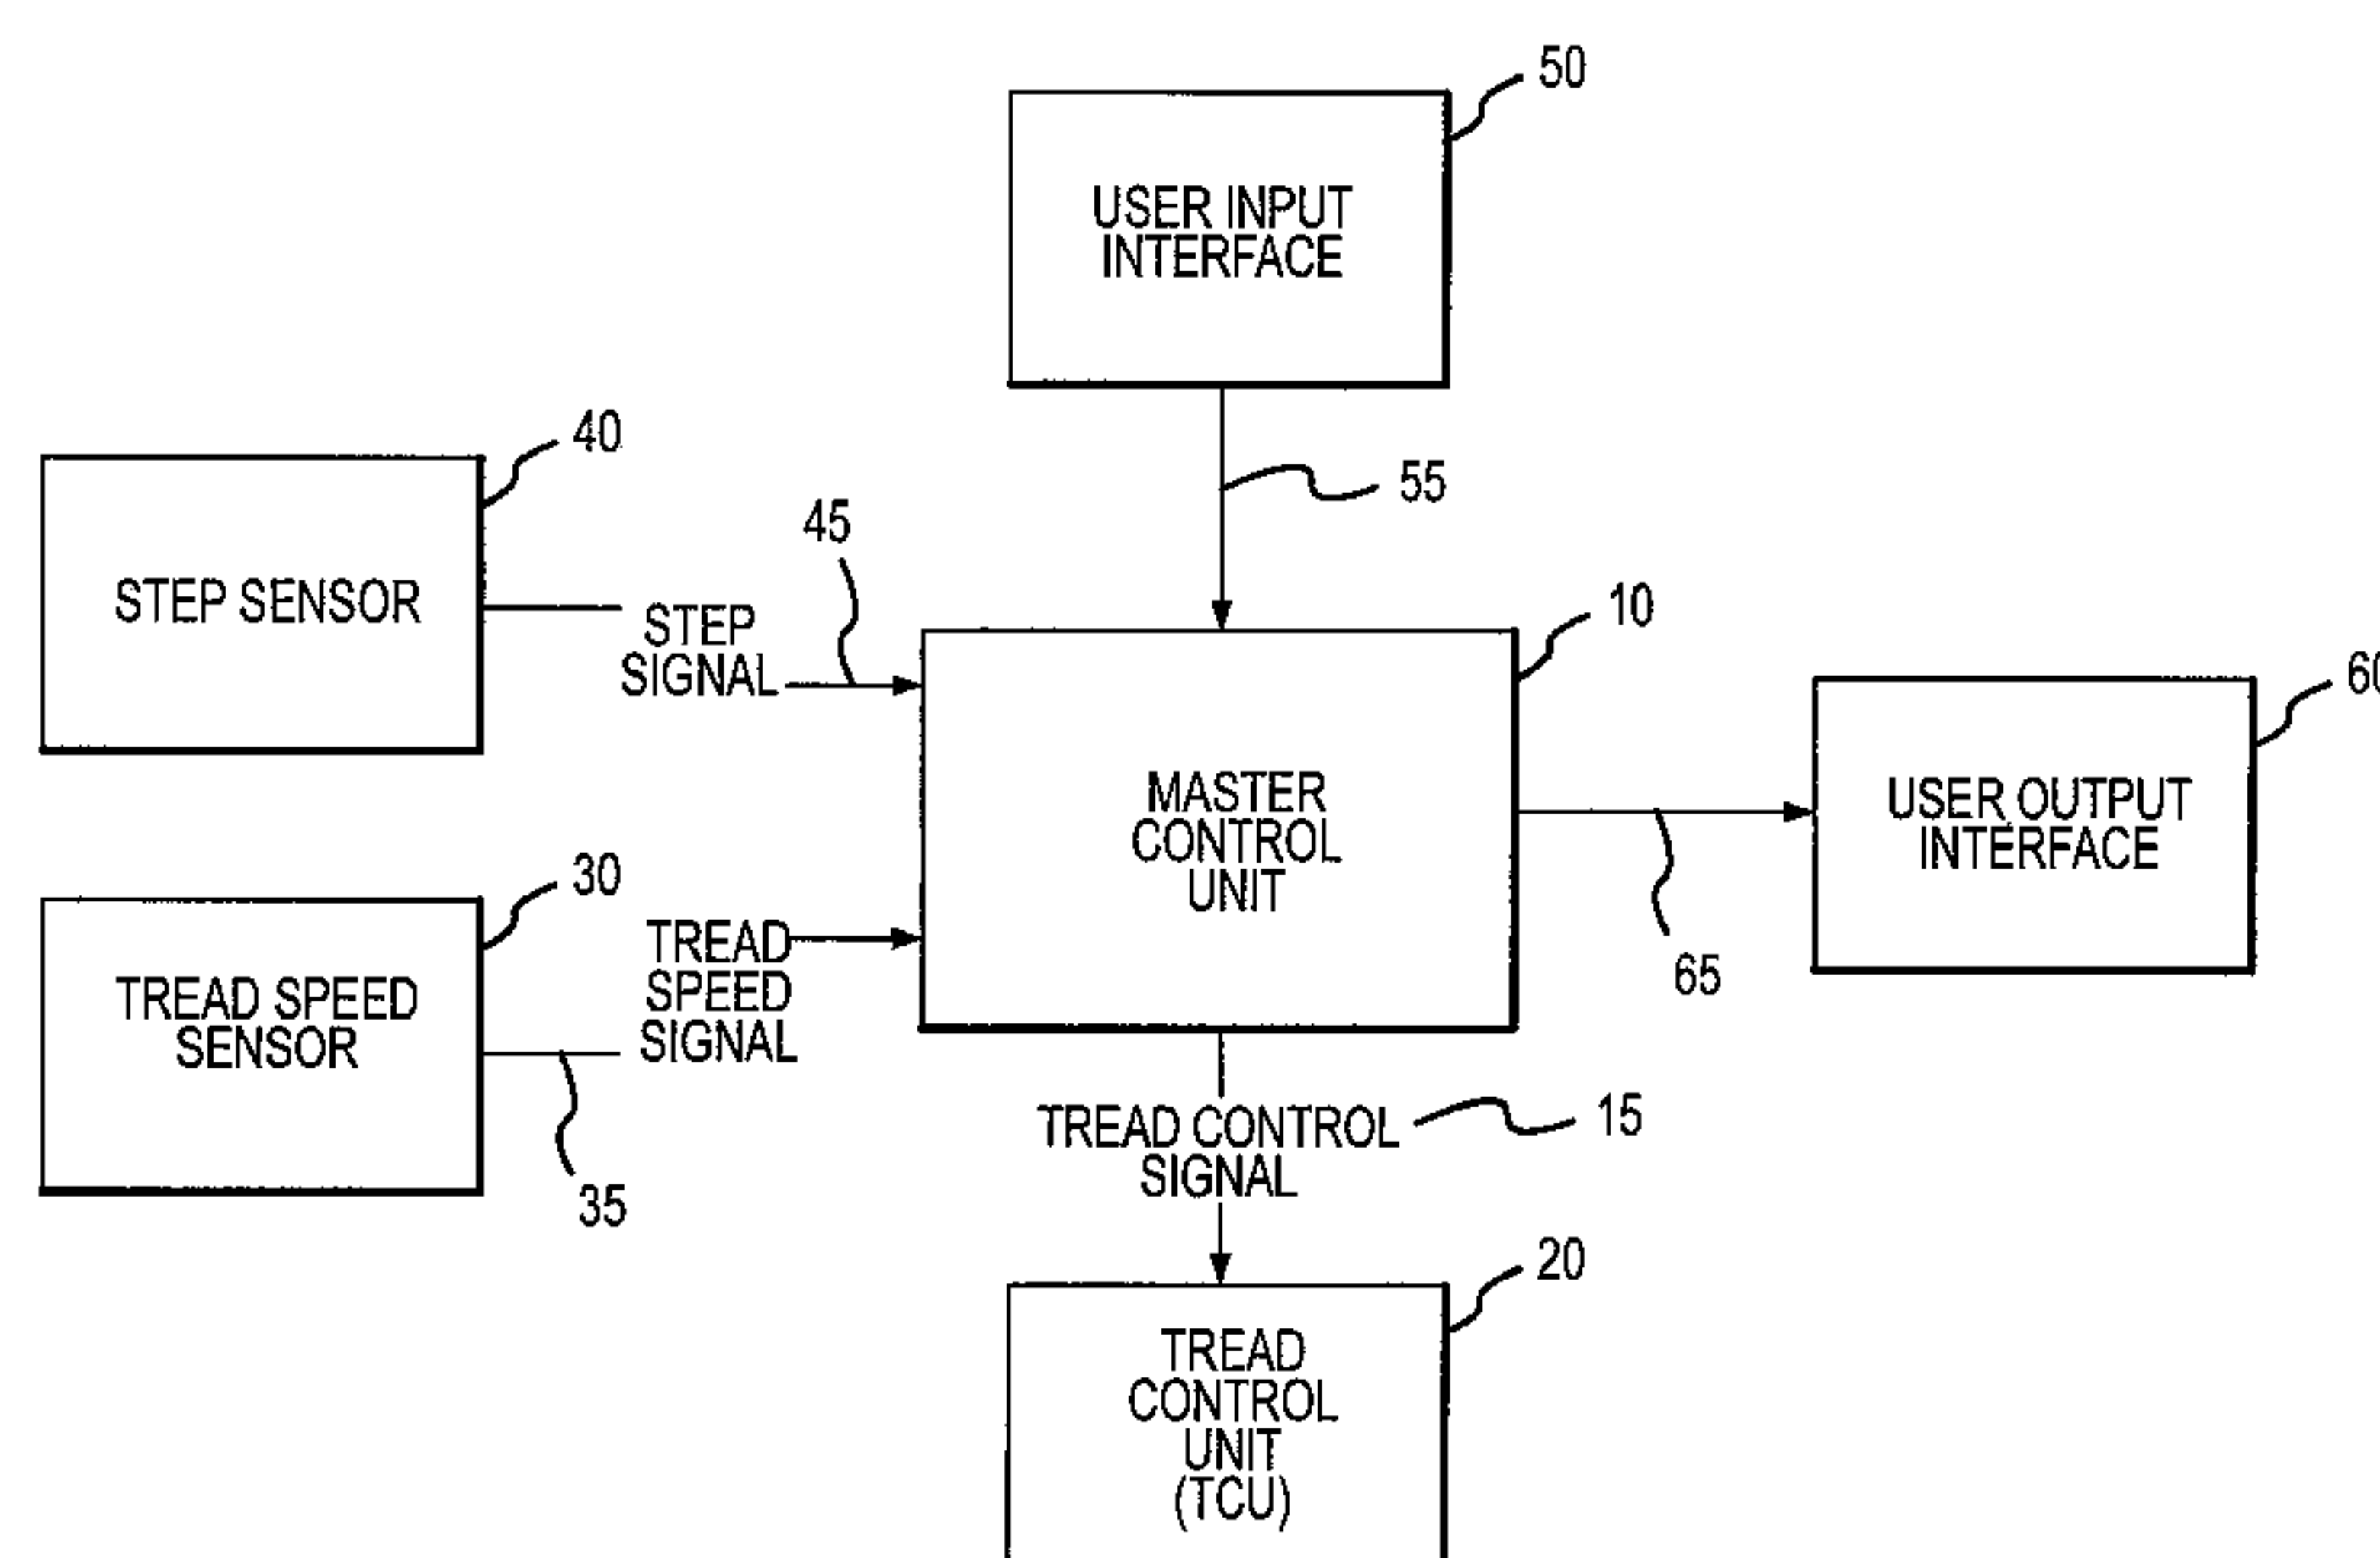 50
USER INPUT
INTERFACE
55
40
STEP SENSOR
45
STEP
SIGNAL
10
MASTER
CONTROL
UNIT
60
USER OUTPUT
INTERFACE
65
30
TREAD SPEED
SENSOR
35
TREAD
SPEED
SIGNAL
TREAD CONTROL
SIGNAL
15
20
TREAD
CONTROL
UNIT
(TCU)